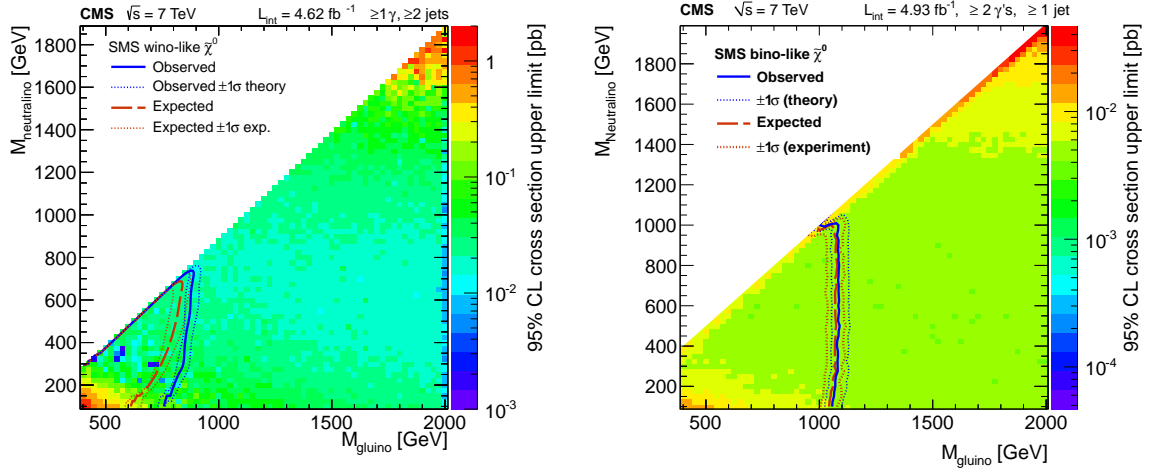 CMS √s = 7 TeV L_int = 4.62 fb⁻¹ ≥1γ, ≥2 jets
SMS wino-like χ̃⁰
Observed
Observed ±1σ theory
Expected
Expected ±1σ exp.
M_neutralino [GeV]
1800
1600
1400
1200
1000
800
600
400
200
500 1000 1500 2000
M_gluino [GeV]
1
10⁻¹
10⁻²
10⁻³
95% CL cross section upper limit [pb]
CMS √s = 7 TeV L_int = 4.93 fb⁻¹, ≥ 2 γ's, ≥ 1 jet
SMS bino-like χ̃⁰
Observed
±1σ (theory)
Expected
±1σ (experiment)
M_Neutralino [GeV]
1800
1600
1400
1200
1000
800
600
400
200
500 1000 1500 2000
M_gluino [GeV]
10⁻²
10⁻³
10⁻⁴
95% CL cross section upper limit [pb]